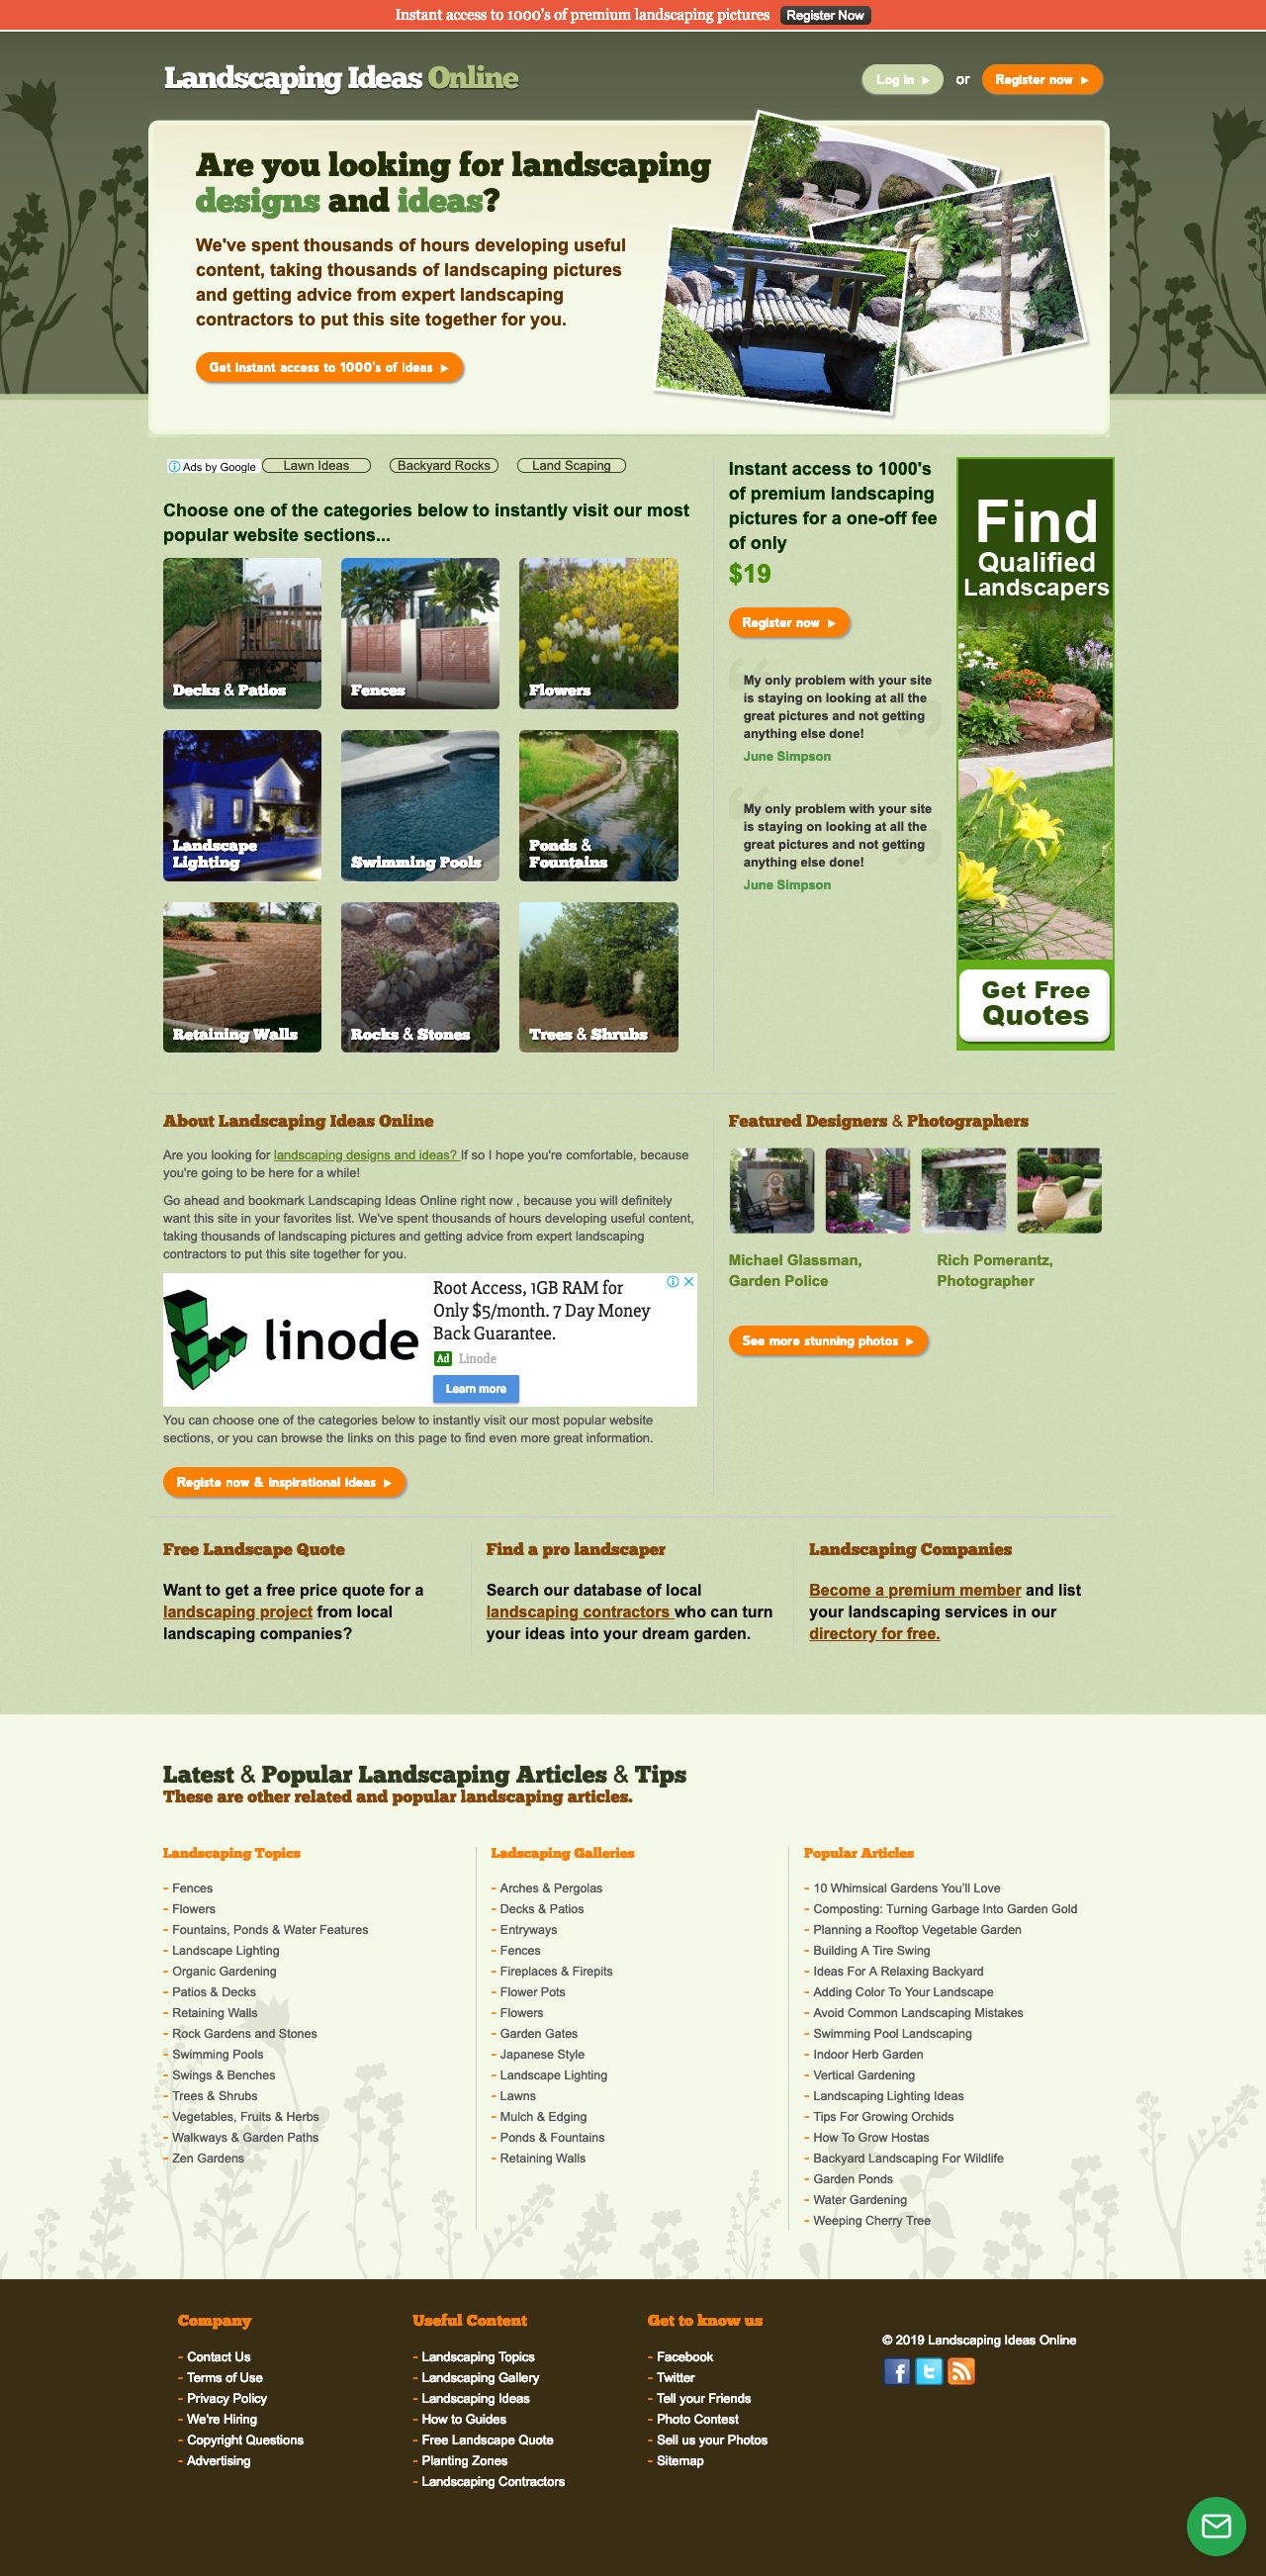 Instant access to 1000's of premium landscaping pictures Register Now
Landscaping Ideas Online
Log in or Register now
Are you looking for landscaping
designs and ideas?
We've spent thousands of hours developing useful
content, taking thousands of landscaping pictures
and getting advice from expert landscaping
contractors to put this site together for you.
Get instant access to 1000's of ideas
Ads by Google Lawn Ideas Backyard Rocks Land Scaping
Choose one of the categories below to instantly visit our most
popular website sections...
Decks & Patios
Fences
Flowers
Landscape
Lighting
Swimming Pools
Ponds &
Fountains
Retaining Walls
Rocks & Stones
Trees & Shrubs
Instant access to 1000's
of premium landscaping
pictures for a one-off fee
of only
$19
Register now
My only problem with your site
is staying on looking at all the
great pictures and not getting
anything else done!
June Simpson
My only problem with your site
is staying on looking at all the
great pictures and not getting
anything else done!
June Simpson
Find
Qualified
Landscapers
Get Free
Quotes
About Landscaping Ideas Online
Are you looking for landscaping designs and ideas? If so I hope you're comfortable, because
you're going to be here for a while!
Go ahead and bookmark Landscaping Ideas Online right now , because you will definitely
want this site in your favorites list. We've spent thousands of hours developing useful content,
taking thousands of landscaping pictures and getting advice from expert landscaping
contractors to put this site together for you.
linode
Root Access, 1GB RAM for
Only $5/month. 7 Day Money
Back Guarantee.
Ad Linode
Learn more
You can choose one of the categories below to instantly visit our most popular website
sections, or you can browse the links on this page to find even more great information.
Registe now & inspirational ideas
Featured Designers & Photographers
Michael Glassman,
Garden Police
Rich Pomerantz,
Photographer
See more stunning photos
Free Landscape Quote
Want to get a free price quote for a
landscaping project from local
landscaping companies?
Find a pro landscaper
Search our database of local
landscaping contractors who can turn
your ideas into your dream garden.
Landscaping Companies
Become a premium member and list
your landscaping services in our
directory for free.
Latest & Popular Landscaping Articles & Tips
These are other related and popular landscaping articles.
Landscaping Topics
- Fences
- Flowers
- Fountains, Ponds & Water Features
- Landscape Lighting
- Organic Gardening
- Patios & Decks
- Retaining Walls
- Rock Gardens and Stones
- Swimming Pools
- Swings & Benches
- Trees & Shrubs
- Vegetables, Fruits & Herbs
- Walkways & Garden Paths
- Zen Gardens
Ladscaping Galleries
- Arches & Pergolas
- Decks & Patios
- Entryways
- Fences
- Fireplaces & Firepits
- Flower Pots
- Flowers
- Garden Gates
- Japanese Style
- Landscape Lighting
- Lawns
- Mulch & Edging
- Ponds & Fountains
- Retaining Walls
Popular Articles
- 10 Whimsical Gardens You'll Love
- Composting: Turning Garbage Into Garden Gold
- Planning a Rooftop Vegetable Garden
- Building A Tire Swing
- Ideas For A Relaxing Backyard
- Adding Color To Your Landscape
- Avoid Common Landscaping Mistakes
- Swimming Pool Landscaping
- Indoor Herb Garden
- Vertical Gardening
- Landscaping Lighting Ideas
- Tips For Growing Orchids
- How To Grow Hostas
- Backyard Landscaping For Wildlife
- Garden Ponds
- Water Gardening
- Weeping Cherry Tree
Company
- Contact Us
- Terms of Use
- Privacy Policy
- We're Hiring
- Copyright Questions
- Advertising
Useful Content
- Landscaping Topics
- Landscaping Gallery
- Landscaping Ideas
- How to Guides
- Free Landscape Quote
- Planting Zones
- Landscaping Contractors
Get to know us
- Facebook
- Twitter
- Tell your Friends
- Photo Contest
- Sell us your Photos
- Sitemap
© 2019 Landscaping Ideas Online